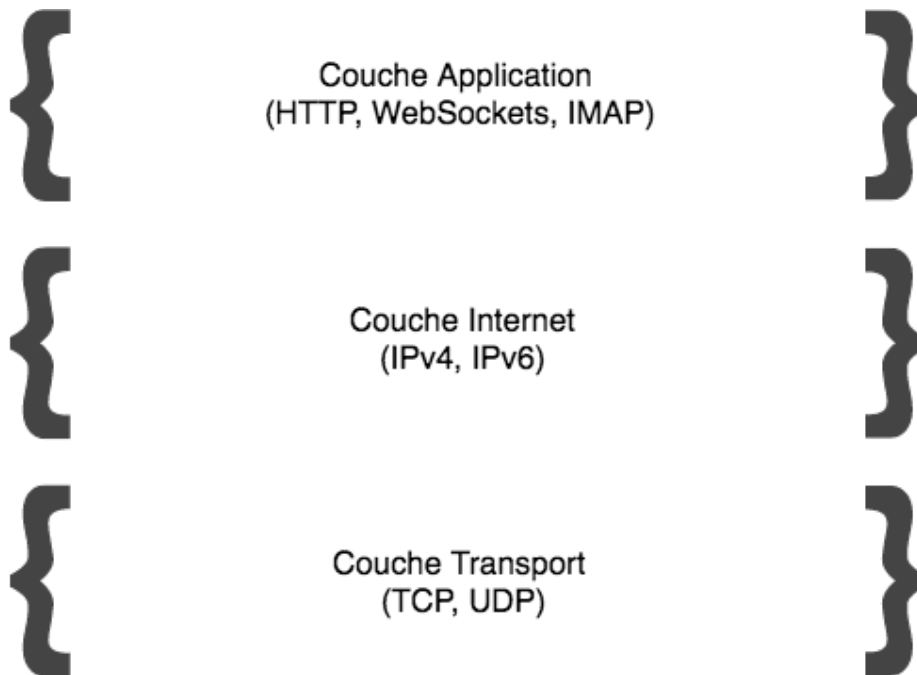 Couche Application
(HTTP, WebSockets, IMAP)
Couche Internet
(IPv4, IPv6)
Couche Transport
(TCP, UDP)